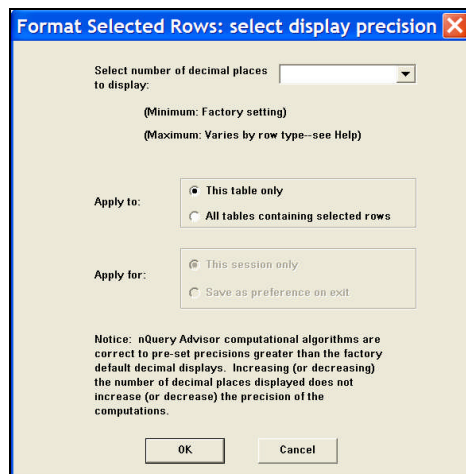 Format Selected Rows: select display precision
Select number of decimal places
to display:
(Minimum: Factory setting)
(Maximum: Varies by row type--see Help)
Apply to:
This table only
All tables containing selected rows
Apply for:
This session only
Save as preference on exit
Notice: nQuery Advisor computational algorithms are
correct to pre-set precisions greater than the factory
default decimal displays. Increasing (or decreasing)
the number of decimal places displayed does not
increase (or decrease) the precision of the
computations.
OK
Cancel